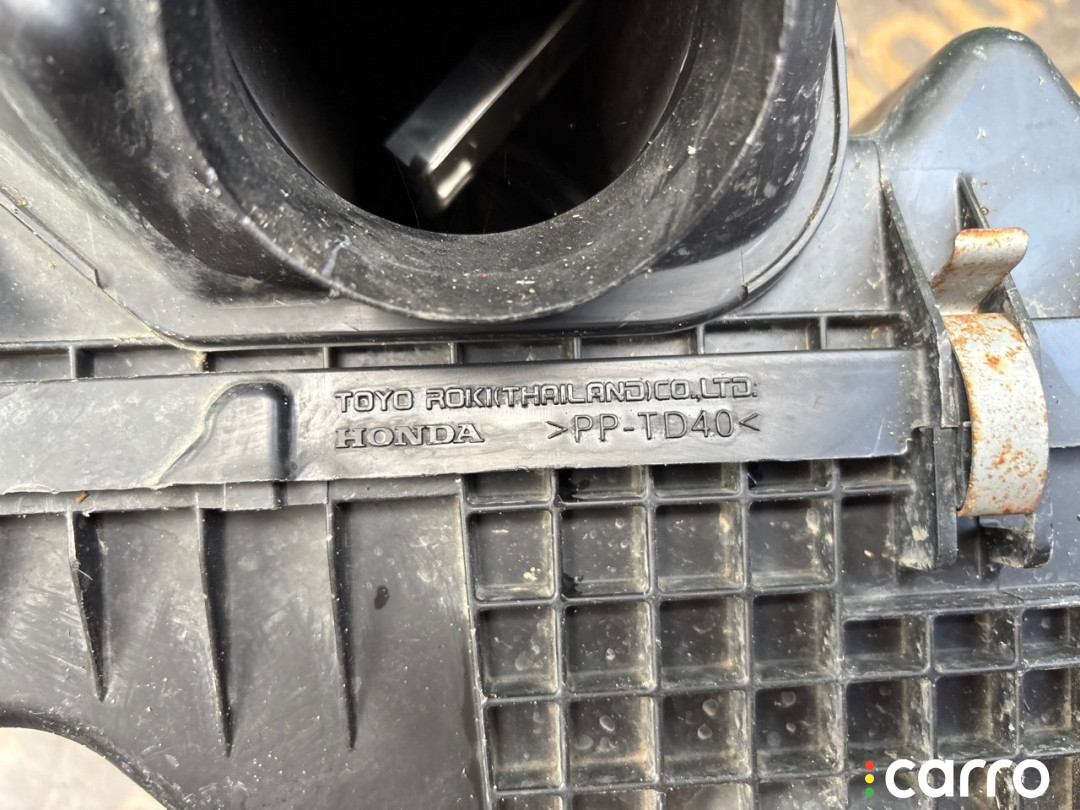 TOYO ROKI(THAILAND)CO.,LTD.
HONDA >PP-TD40<
carro